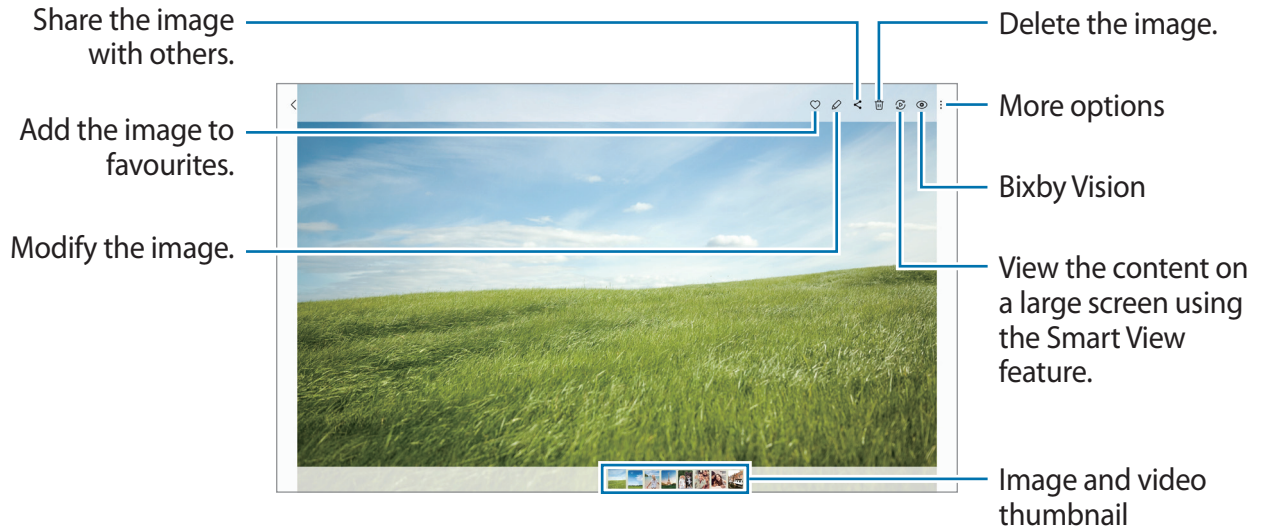 Share the image
with others.
Add the image to
favourites.
Modify the image.
Delete the image.
More options
Bixby Vision
View the content on
a large screen using
the Smart View
feature.
Image and video
thumbnail